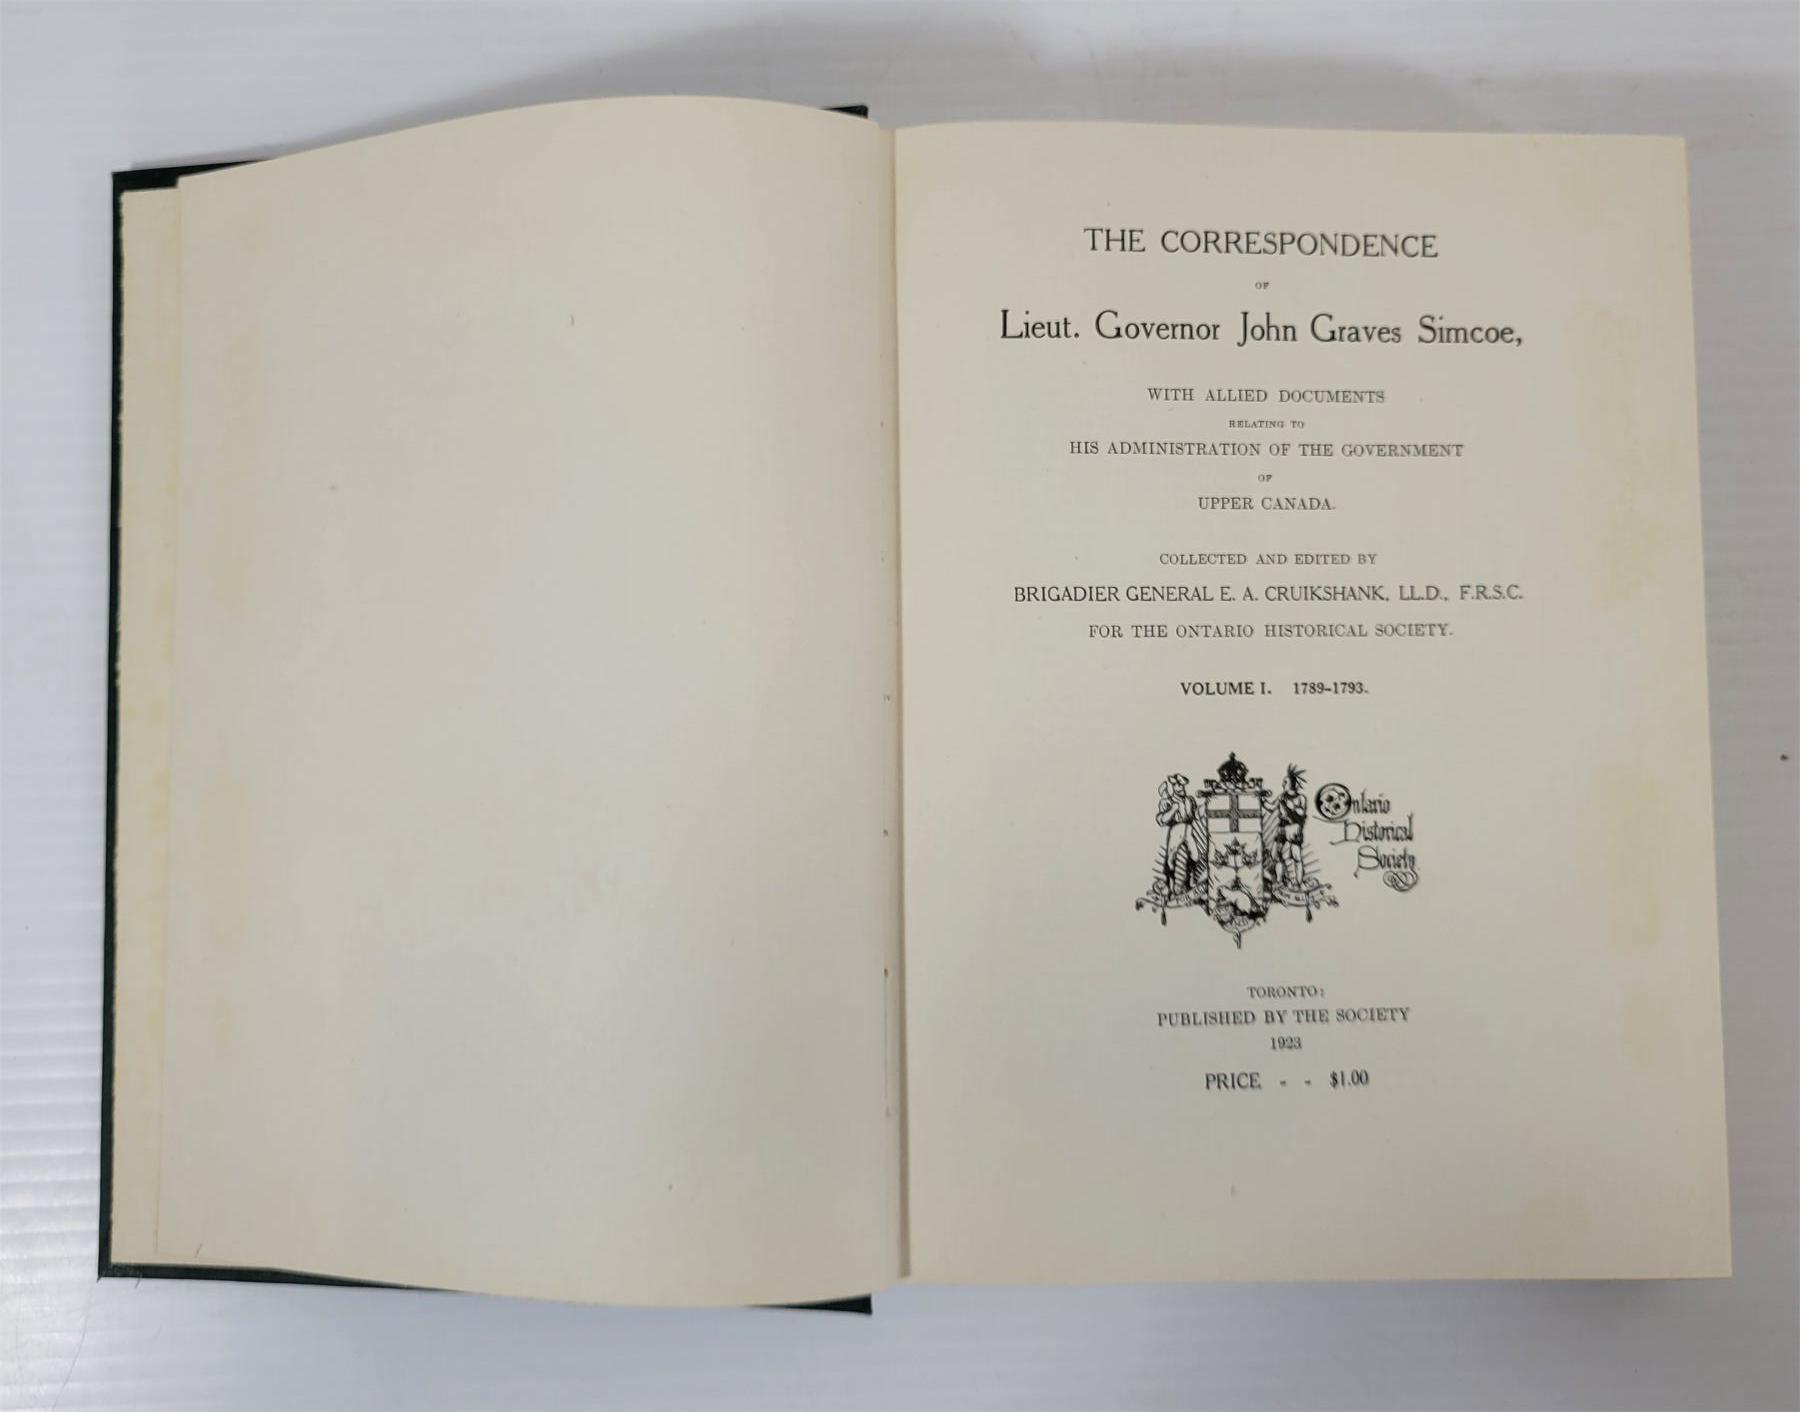 THE CORRESPONDENCE
OF
Lieut. Governor John Graves Simcoe,
WITH ALLIED DOCUMENTS
RELATING TO
HIS ADMINISTRATION OF THE GOVERNMENT
OF
UPPER CANADA.
COLLECTED AND EDITED BY
BRIGADIER GENERAL E. A. CRUIKSHANK, LL.D., F.R.S.C.
FOR THE ONTARIO HISTORICAL SOCIETY.
VOLUME I. 1789-1793.
Ontario
Historical
Society
TORONTO:
PUBLISHED BY THE SOCIETY
1923
PRICE - - $1.00